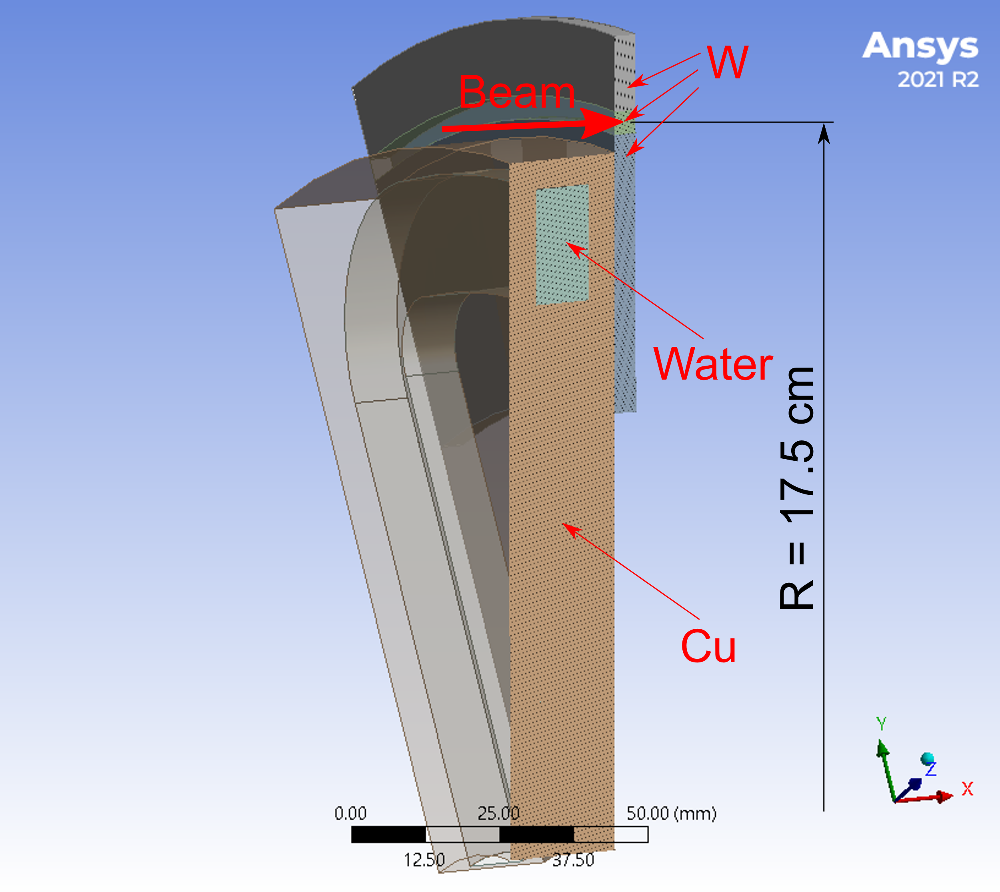 Ansys
2021 R2
W
Beam
Water
R = 17.5 cm
Cu
Y
Z
X
0.00 25.00 50.00 (mm)
12.50 37.50